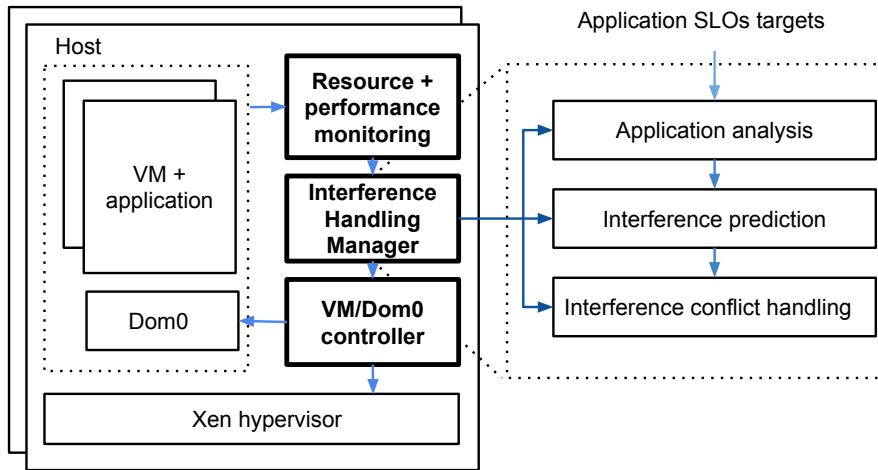 Host
VM +
application
Dom0
Resource +
performance
monitoring
Interference
Handling
Manager
VM/Dom0
controller
Xen hypervisor
Application SLOs targets
Application analysis
Interference prediction
Interference conflict handling